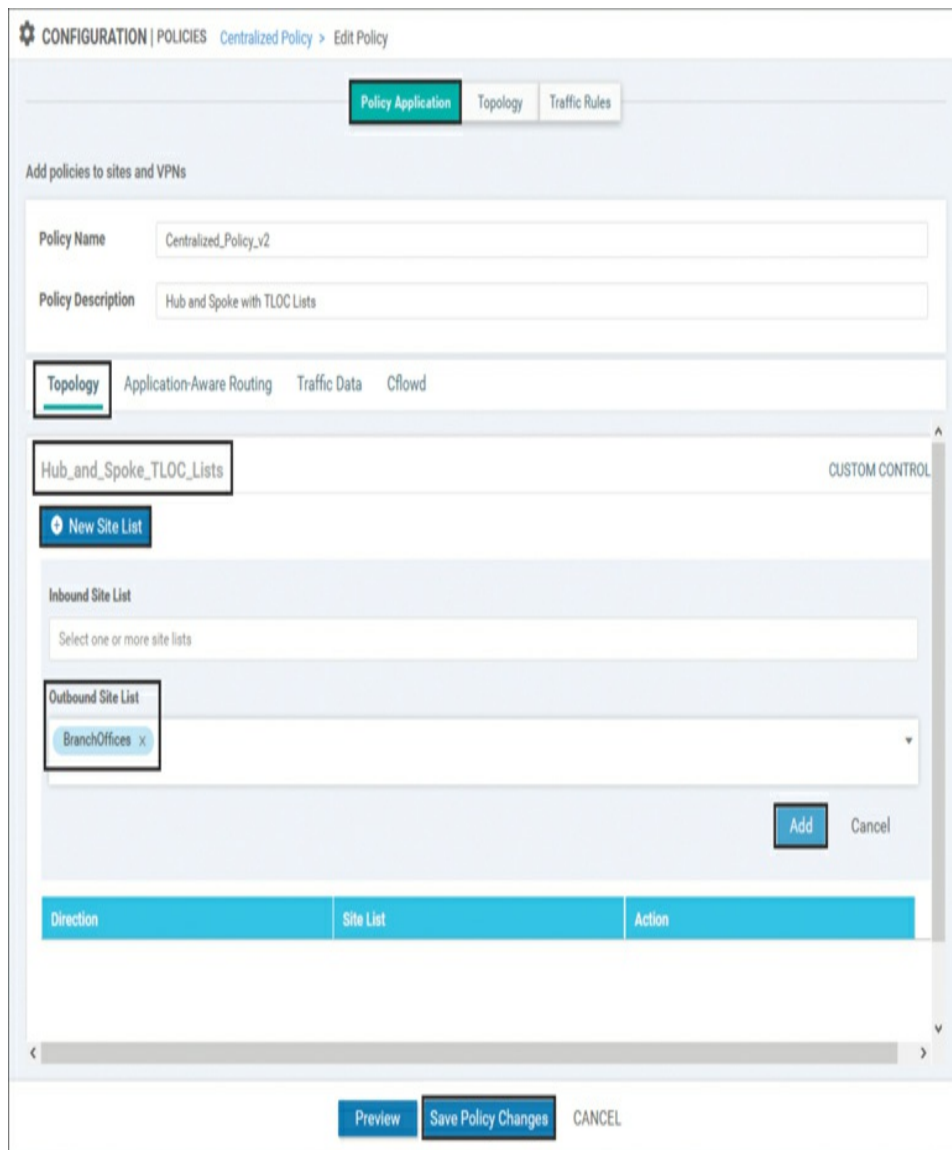 CONFIGURATION | POLICIES Centralized Policy > Edit Policy
Policy Application Topology Traffic Rules
Add policies to sites and VPNs
Policy Name Centralized_Policy_v2
Policy Description Hub and Spoke with TLOC Lists
Topology Application-Aware Routing Traffic Data Cflowd
Hub_and_Spoke_TLOC_Lists CUSTOM CONTROL
New Site List
Inbound Site List
Select one or more site lists
Outbound Site List
BranchOffices x
Add Cancel
Direction Site List Action
Preview Save Policy Changes CANCEL